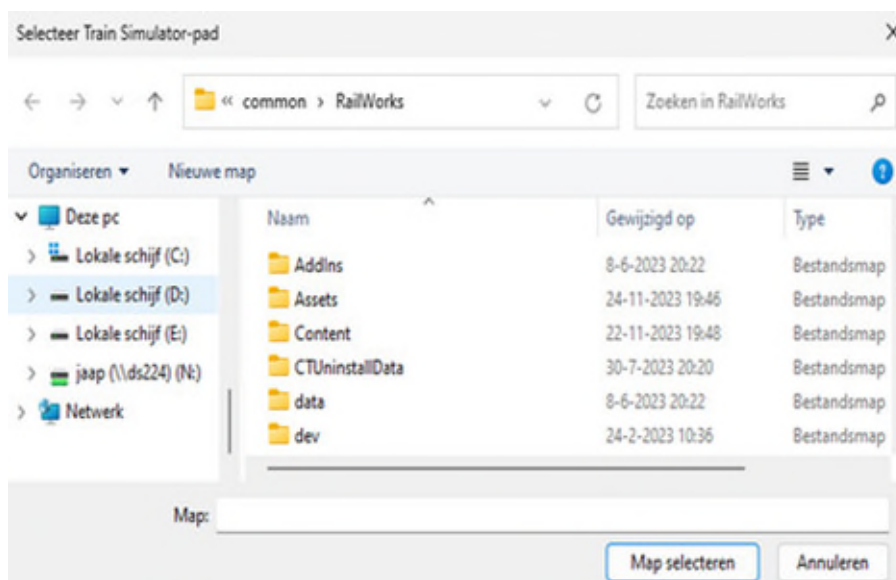 Selecteer Train Simulator-pad
« common › RailWorks
Zoeken in RailWorks
Organiseren
Nieuwe map
Deze pc
Lokale schijf (C:)
Lokale schijf (D:)
Lokale schijf (E:)
jaap (\\ds224) (N:)
Netwerk
Naam Gewijzigd op Type
AddIns 8-6-2023 20:22 Bestandsmap
Assets 24-11-2023 19:46 Bestandsmap
Content 22-11-2023 19:48 Bestandsmap
CTUninstallData 30-7-2023 20:20 Bestandsmap
data 8-6-2023 20:22 Bestandsmap
dev 24-2-2023 10:36 Bestandsmap
Map:
Map selecteren Annuleren